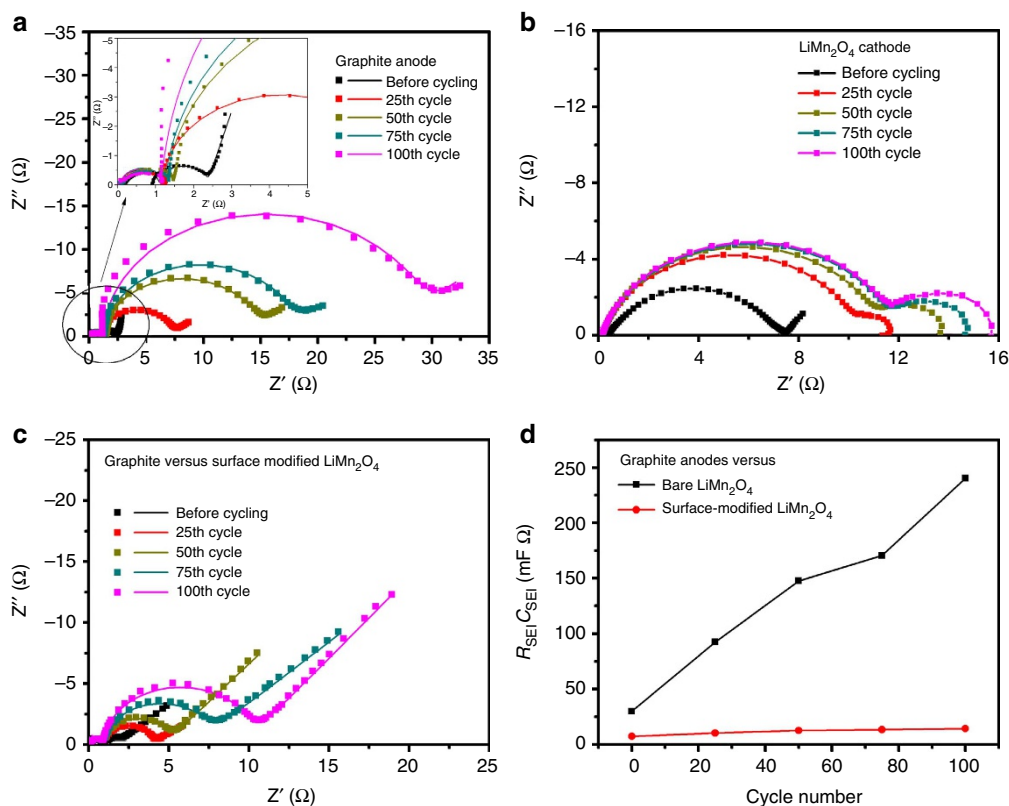 a
Z″ (Ω)
−35
−30
−25
−20
−15
−10
−5
0
0 5 10 15 20 25 30 35
Z′ (Ω)
Graphite anode
Before cycling
25th cycle
50th cycle
75th cycle
100th cycle
Z″ (Ω)
−5
−4
−3
−2
−1
0
0 1 2 3 4 5
Z′ (Ω)
b
Z″ (Ω)
−16
−12
−8
−4
0
0 4 8 12 16
Z′ (Ω)
LiMn₂O₄ cathode
Before cycling
25th cycle
50th cycle
75th cycle
100th cycle
c
Z″ (Ω)
−25
−20
−15
−10
−5
0
0 5 10 15 20 25
Z′ (Ω)
Graphite versus surface modified LiMn₂O₄
Before cycling
25th cycle
50th cycle
75th cycle
100th cycle
d
R_SEI C_SEI (mF Ω)
250
200
150
100
50
0
0 20 40 60 80 100
Cycle number
Graphite anodes versus
Bare LiMn₂O₄
Surface-modified LiMn₂O₄